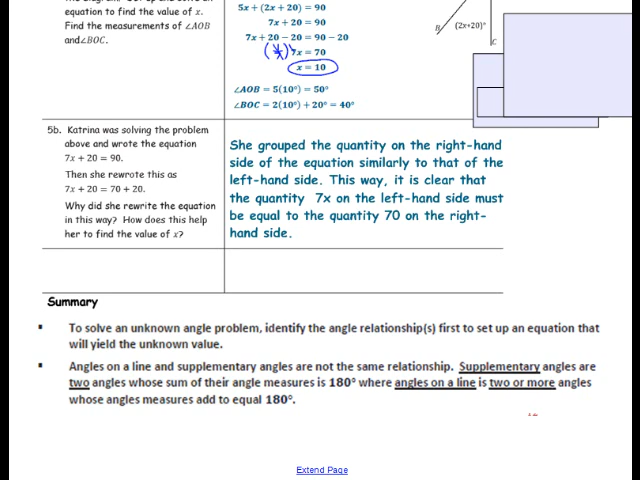 equation to find the value of x.
Find the measurements of ∠AOB
and∠BOC.
5x + (2x + 20) = 90
7x + 20 = 90
7x + 20 − 20 = 90 − 20
7x = 70
x = 10
∠AOB = 5(10°) = 50°
∠BOC = 2(10°) + 20° = 40°
B
(2x+20)°
C
5b. Katrina was solving the problem
above and wrote the equation
7x + 20 = 90.
Then she rewrote this as
7x + 20 = 70 + 20.
Why did she rewrite the equation
in this way? How does this help
her to find the value of x?
She grouped the quantity on the right-hand
side of the equation similarly to that of the
left-hand side. This way, it is clear that
the quantity 7x on the left-hand side must
be equal to the quantity 70 on the right-
hand side.
Summary
▪ To solve an unknown angle problem, identify the angle relationship(s) first to set up an equation that
will yield the unknown value.
▪ Angles on a line and supplementary angles are not the same relationship. Supplementary angles are
two angles whose sum of their angle measures is 180° where angles on a line is two or more angles
whose angles measures add to equal 180°.
Extend Page